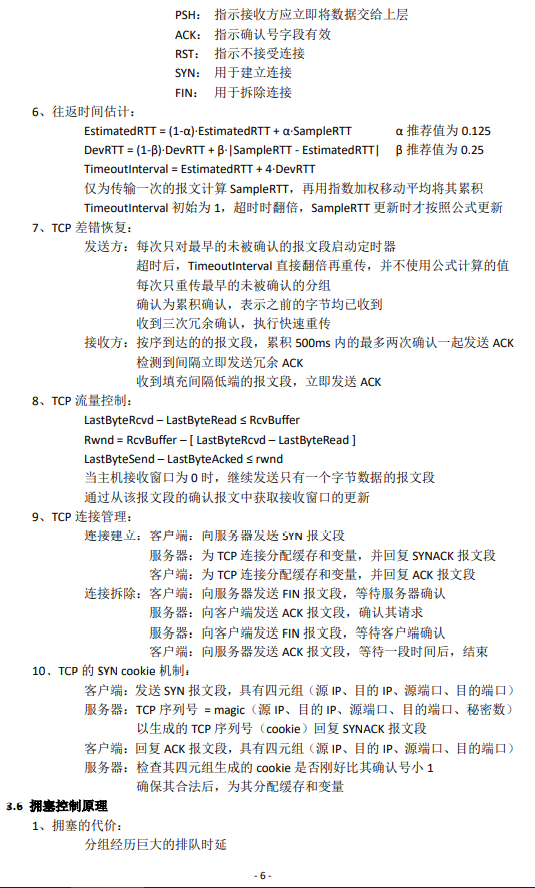 PSH： 指示接收方应立即将数据交给上层
ACK： 指示确认号字段有效
RST： 指示不接受连接
SYN： 用于建立连接
FIN： 用于拆除连接
6、往返时间估计：
EstimatedRTT = (1-α)·EstimatedRTT + α·SampleRTT α 推荐值为 0.125
DevRTT = (1-β)·DevRTT + β·|SampleRTT - EstimatedRTT| β 推荐值为 0.25
TimeoutInterval = EstimatedRTT + 4·DevRTT
仅为传输一次的报文计算 SampleRTT，再用指数加权移动平均将其累积
TimeoutInterval 初始为 1，超时时翻倍，SampleRTT 更新时才按照公式更新
7、TCP 差错恢复：
发送方：每次只对最早的未被确认的报文段启动定时器
超时后，TimeoutInterval 直接翻倍再重传，并不使用公式计算的值
每次只重传最早的未被确认的分组
确认为累积确认，表示之前的字节均已收到
收到三次冗余确认，执行快速重传
接收方：按序到达的的报文段，累积 500ms 内的最多两次确认一起发送 ACK
检测到间隔立即发送冗余 ACK
收到填充间隔低端的报文段，立即发送 ACK
8、TCP 流量控制：
LastByteRcvd – LastByteRead ≤ RcvBuffer
Rwnd = RcvBuffer – [ LastByteRcvd – LastByteRead ]
LastByteSend – LastByteAcked ≤ rwnd
当主机接收窗口为 0 时，继续发送只有一个字节数据的报文段
通过从该报文段的确认报文中获取接收窗口的更新
9、TCP 连接管理：
连接建立：客户端：向服务器发送 SYN 报文段
服务器：为 TCP 连接分配缓存和变量，并回复 SYNACK 报文段
客户端：为 TCP 连接分配缓存和变量，并回复 ACK 报文段
连接拆除：客户端：向服务器发送 FIN 报文段，等待服务器确认
服务器：向客户端发送 ACK 报文段，确认其请求
服务器：向客户端发送 FIN 报文段，等待客户端确认
客户端：向服务器发送 ACK 报文段，等待一段时间后，结束
10、TCP 的 SYN cookie 机制：
客户端：发送 SYN 报文段，具有四元组（源 IP、目的 IP、源端口、目的端口）
服务器：TCP 序列号 = magic（源 IP、目的 IP、源端口、目的端口、秘密数）
以生成的 TCP 序列号（cookie）回复 SYNACK 报文段
客户端：回复 ACK 报文段，具有四元组（源 IP、目的 IP、源端口、目的端口）
服务器：检查其四元组生成的 cookie 是否刚好比其确认号小 1
确保其合法后，为其分配缓存和变量
3.6 拥塞控制原理
1、拥塞的代价：
分组经历巨大的排队时延
- 6 -